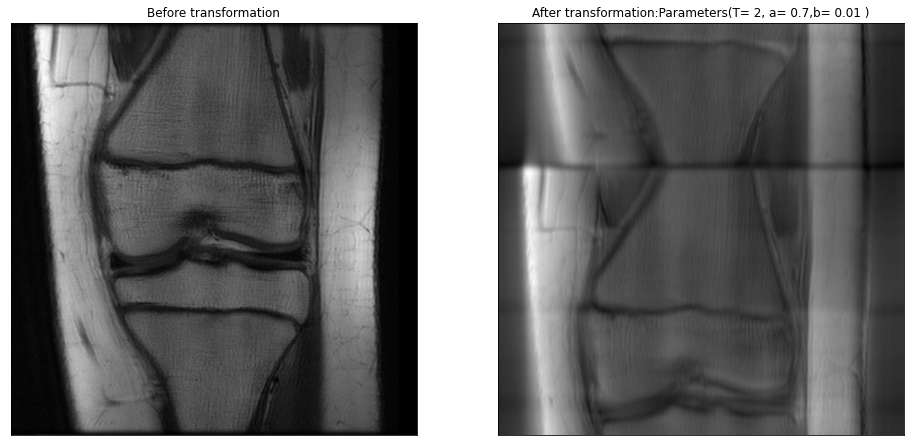 Before transformation
After transformation:Parameters(T= 2, a= 0.7,b= 0.01 )